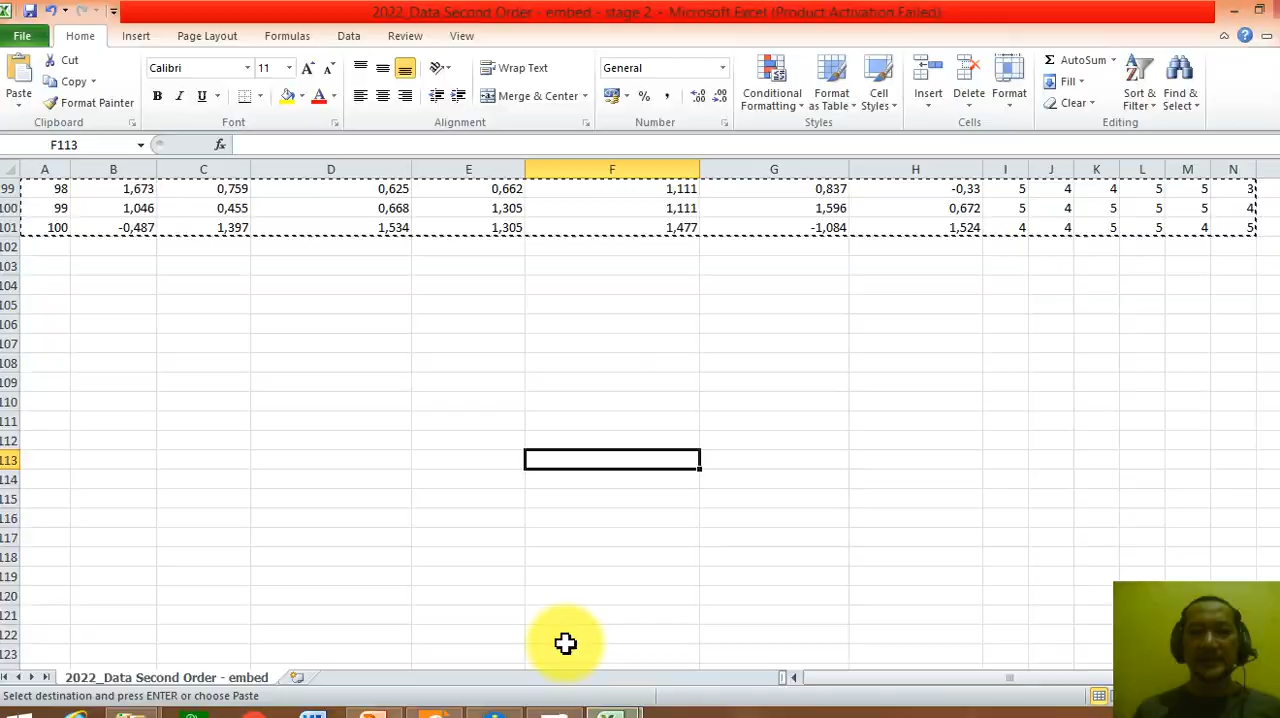 2022_Data Second Order - embed - stage 2 - Microsoft Excel (Product Activation Failed)
File Home Insert Page Layout Formulas Data Review View
Paste
Cut
Copy
Format Painter
Clipboard
Calibri 11
B I U
Font
Wrap Text
Merge & Center
Alignment
General
%
Number
Conditional Formatting
Format as Table
Cell Styles
Styles
Insert Delete Format
Cells
Σ AutoSum
Fill
Clear
Sort & Filter
Find & Select
Editing
F113 fx
A B C D E F G H I J K L M N
99 98 1,673 0,759 0,625 0,662 1,111 0,837 -0,33 5 4 4 5 5 3
100 99 1,046 0,455 0,668 1,305 1,111 1,596 0,672 5 4 5 5 5 4
101 100 -0,487 1,397 1,534 1,305 1,477 -1,084 1,524 4 4 5 5 4 5
102
103
104
105
106
107
108
109
110
111
112
113
114
115
116
117
118
119
120
121
122
123
2022_Data Second Order - embed
Select destination and press ENTER or choose Paste